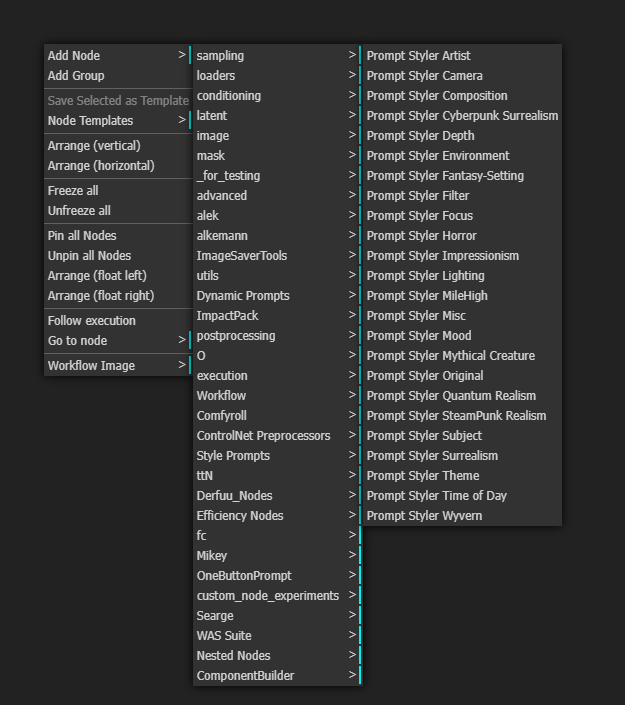 Add Node >
Add Group
Save Selected as Template
Node Templates >
Arrange (vertical)
Arrange (horizontal)
Freeze all
Unfreeze all
Pin all Nodes
Unpin all Nodes
Arrange (float left)
Arrange (float right)
Follow execution
Go to node >
Workflow Image >
sampling >
loaders >
conditioning >
latent >
image >
mask >
_for_testing >
advanced >
alek >
alkemann >
ImageSaverTools >
utils >
Dynamic Prompts >
ImpactPack >
postprocessing >
O >
execution >
Workflow >
Comfyroll >
ControlNet Preprocessors >
Style Prompts >
ttN >
Derfuu_Nodes >
Efficiency Nodes >
fc >
Mikey >
OneButtonPrompt >
custom_node_experiments >
Searge >
WAS Suite >
Nested Nodes >
ComponentBuilder >
Prompt Styler Artist
Prompt Styler Camera
Prompt Styler Composition
Prompt Styler Cyberpunk Surrealism
Prompt Styler Depth
Prompt Styler Environment
Prompt Styler Fantasy-Setting
Prompt Styler Filter
Prompt Styler Focus
Prompt Styler Horror
Prompt Styler Impressionism
Prompt Styler Lighting
Prompt Styler MileHigh
Prompt Styler Misc
Prompt Styler Mood
Prompt Styler Mythical Creature
Prompt Styler Original
Prompt Styler Quantum Realism
Prompt Styler SteamPunk Realism
Prompt Styler Subject
Prompt Styler Surrealism
Prompt Styler Theme
Prompt Styler Time of Day
Prompt Styler Wyvern